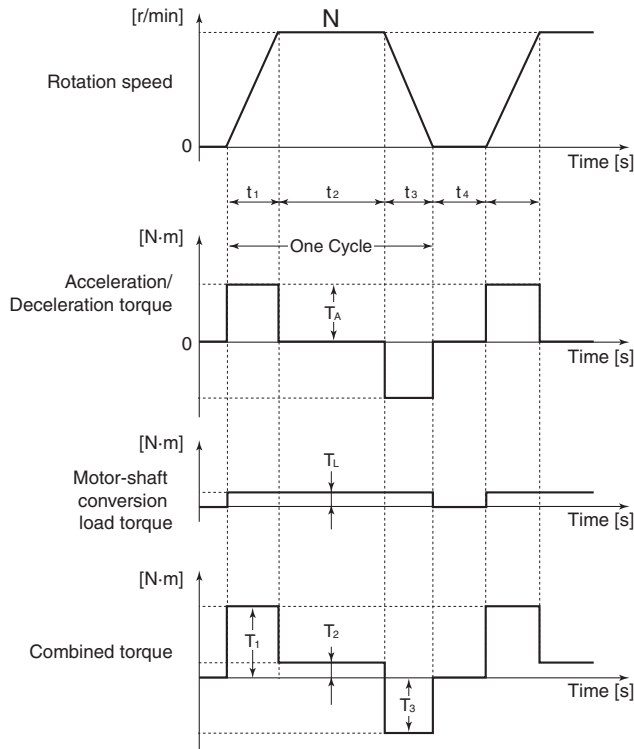 [r/min]
N
Rotation speed
0
Time [s]
t1
t2
t3
t4
[N·m]
One Cycle
Acceleration/
Deceleration torque
TA
0
Time [s]
[N·m]
TL
Motor-shaft
conversion
load torque
Time [s]
[N·m]
T1
T2
Combined torque
T3
Time [s]